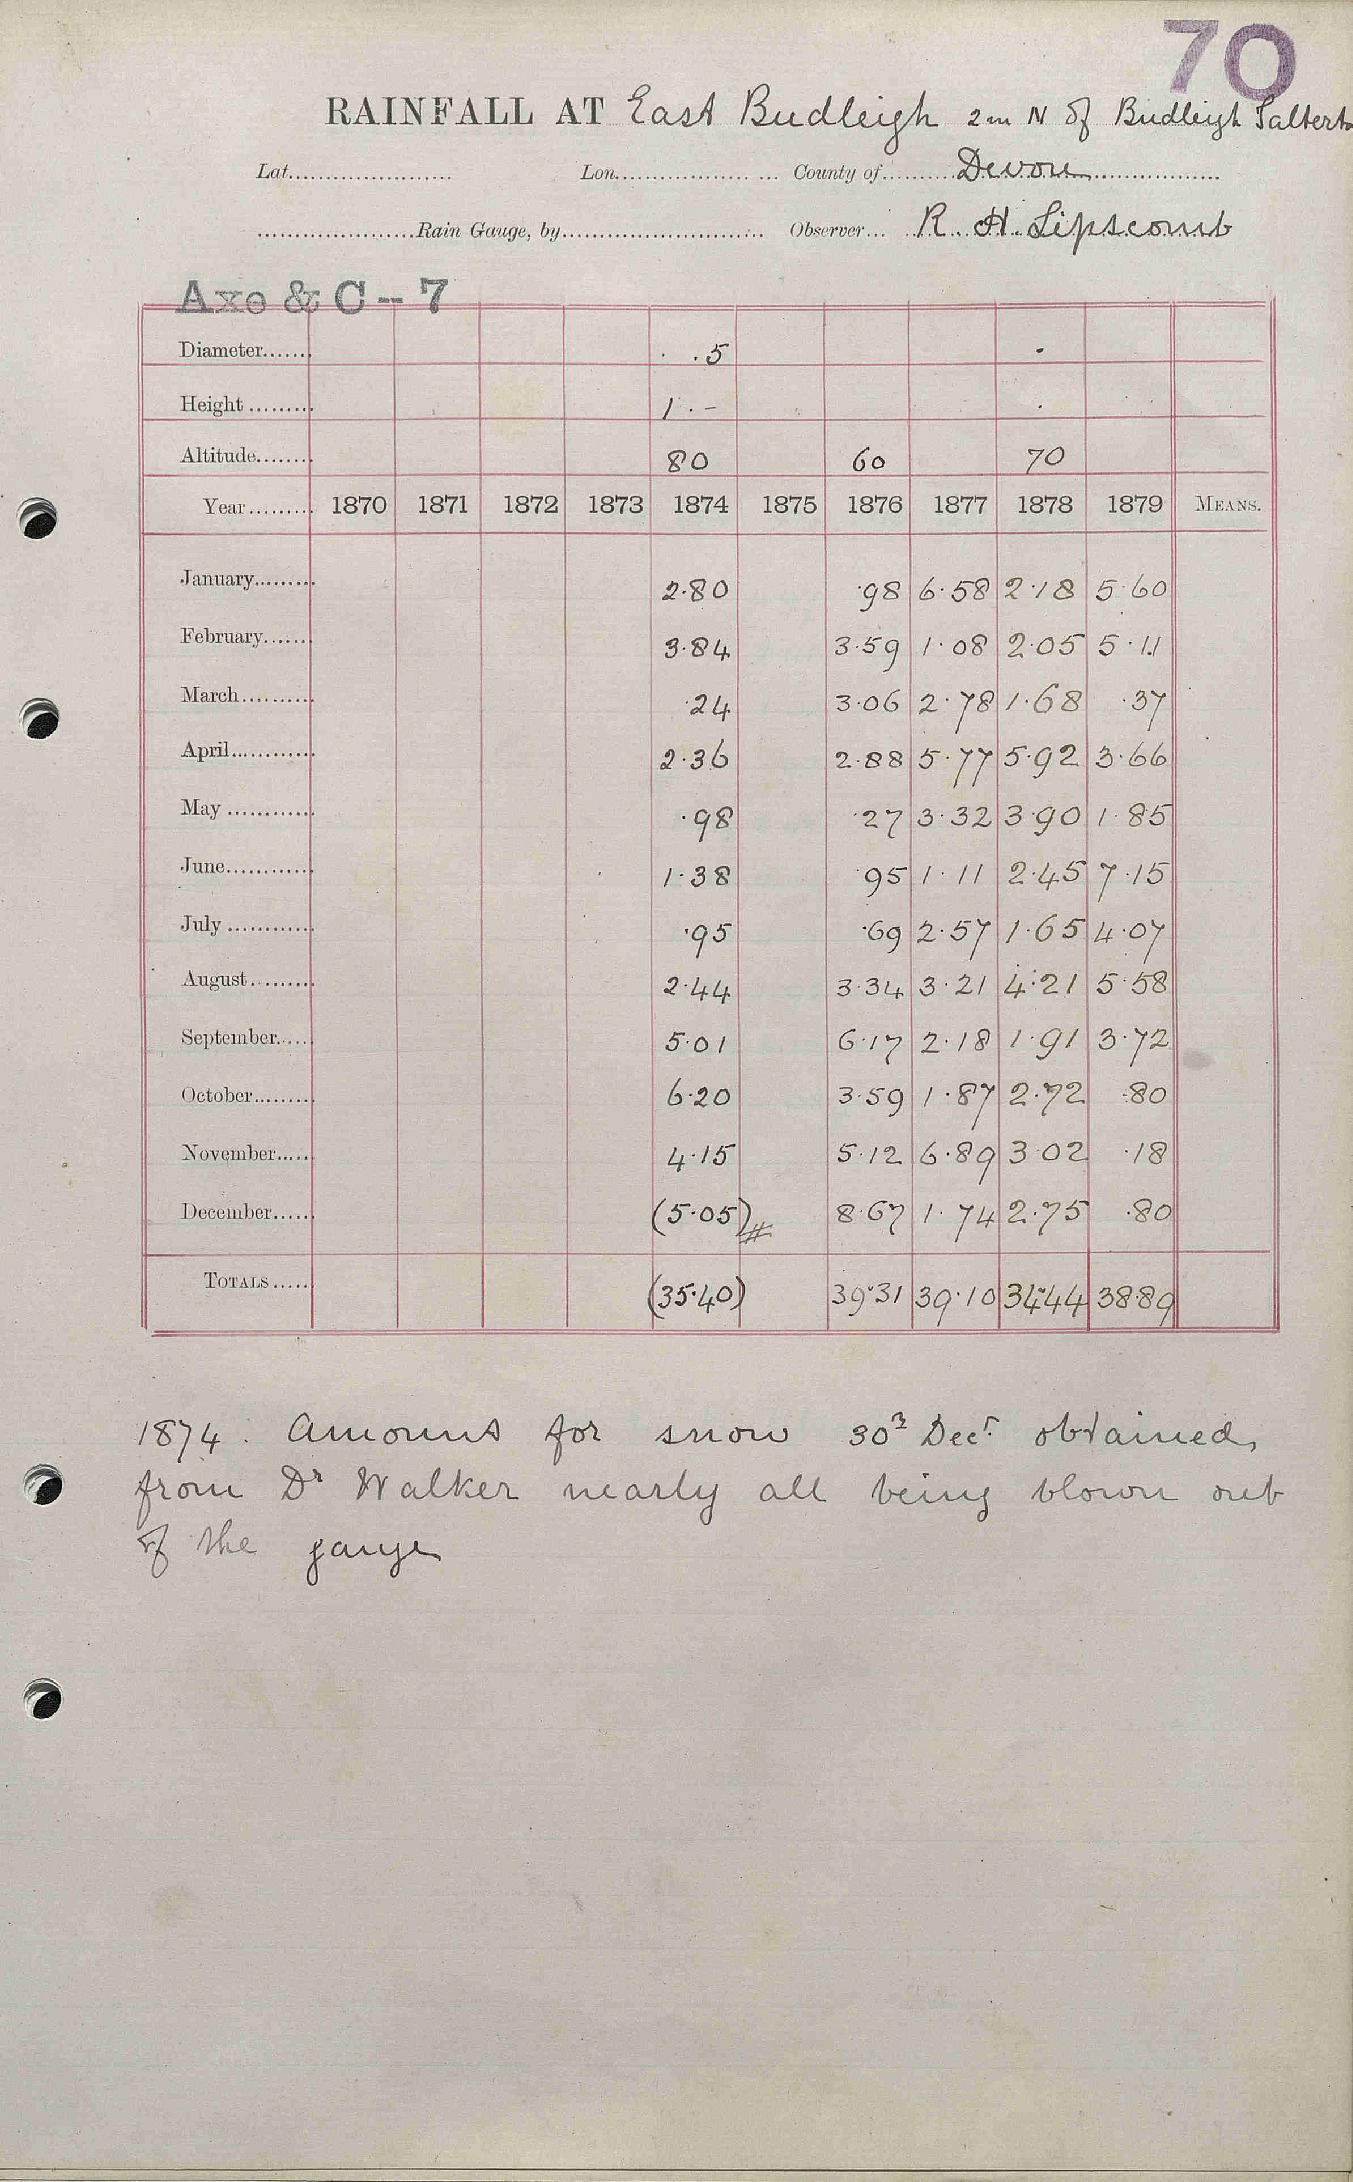 70
RAINFALL AT East Budleigh 2m N of Budleigh Salterton
Lat........................ Lon........................ County of........ Devon
........................Rain Gauge, by........................ Observer... R. H. Lipscomb
Axe & C - 7
Diameter....... .5
Height ......... 1.-
Altitude....... 80 60 70
Year......... 1870 1871 1872 1873 1874 1875 1876 1877 1878 1879 MEANS.
January......... 2.80 .98 6.58 2.18 5.60
February...... 3.84 3.59 1.08 2.05 5.11
March.......... .24 3.06 2.78 1.68 .37
April............ 2.36 2.88 5.77 5.92 3.66
May ............ .98 .27 3.32 3.90 1.85
June............ 1.38 .95 1.11 2.45 7.15
July ............ .95 .69 2.57 1.65 4.07
August......... 2.44 3.34 3.21 4.21 5.58
September..... 5.01 6.17 2.18 1.91 3.72
October........ 6.20 3.59 1.87 2.72 .80
November..... 4.15 5.12 6.89 3.02 .18
December..... (5.05)# 8.67 1.74 2.75 .80
TOTALS..... (35.40) 39.31 39.10 34.44 38.89
1874. Amount for snow 30th Decr. obtained
from Dr Walker nearly all being blown out
of the gauge